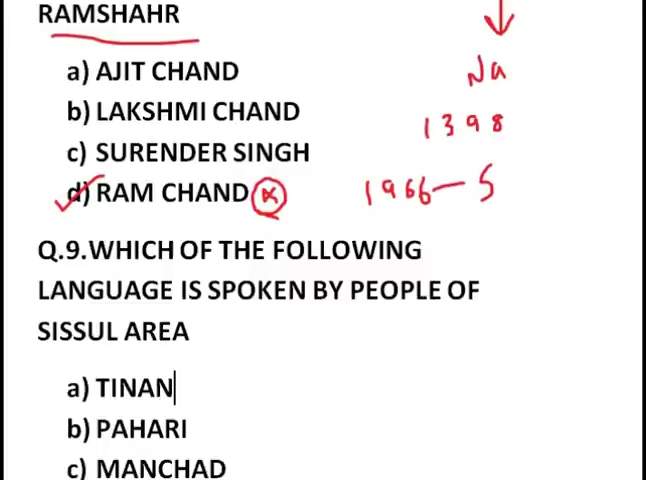 RAMSHAHR
a) AJIT CHAND
b) LAKSHMI CHAND
c) SURENDER SINGH
d) RAM CHAND
Na
1398
1966-S
Q.9.WHICH OF THE FOLLOWING
LANGUAGE IS SPOKEN BY PEOPLE OF
SISSUL AREA
a) TINAN
b) PAHARI
c) MANCHAD